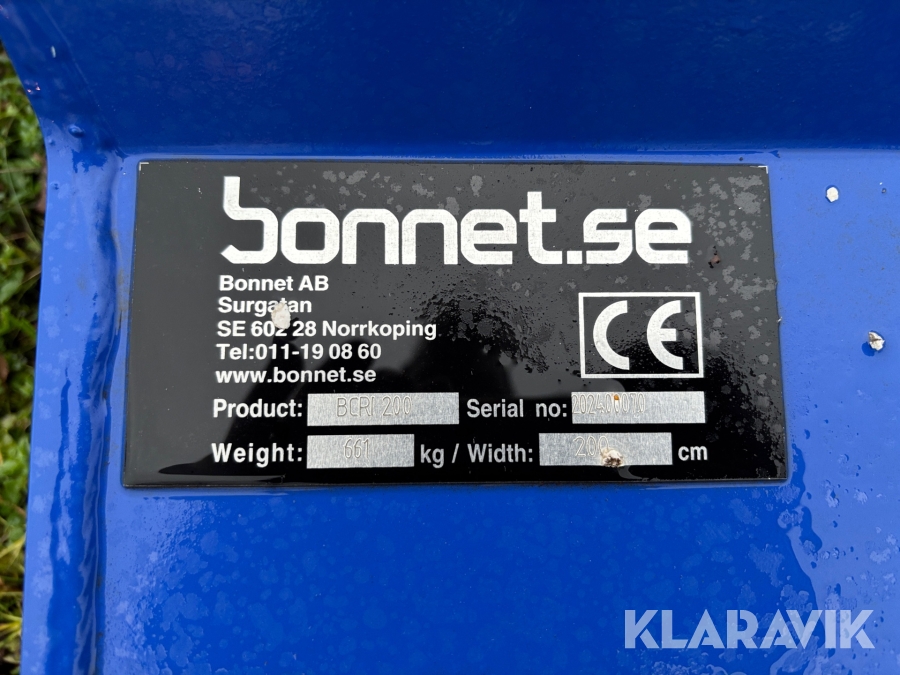 bonnet.se
Bonnet AB
Surgatan
SE 602 28 Norrkoping
Tel:011-19 08 60
www.bonnet.se
CE
Product: BCRI 200 Serial no: 202400070
Weight: 661 kg / Width: 200 cm
KLARAVIK